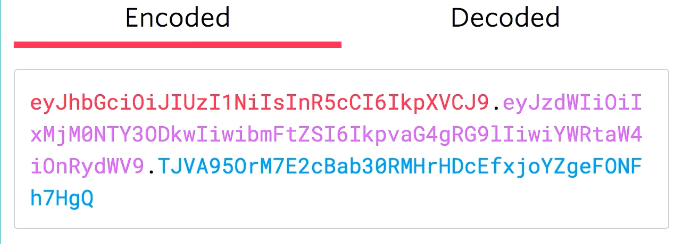 Encoded
Decoded
eyJhbGciOiJIUzI1NiIsInR5cCI6IkpXVCJ9.eyJzdWIiOiI
xMjM0NTY3ODkwIiwibmFtZSI6IkpvaG4gRG9lIiwiYWRtaW4
iOnRydWV9.TJVA95OrM7E2cBab30RMHrHDcEfxjoYZgeFONF
h7HgQ